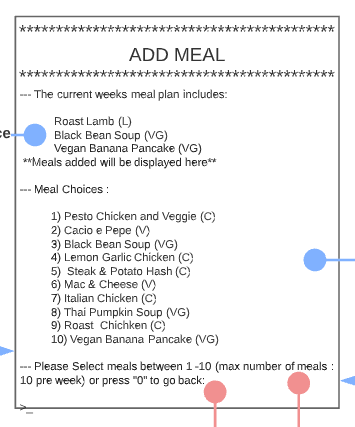 ************************************************
ADD MEAL
************************************************
--- The current weeks meal plan includes:
Roast Lamb (L)
Black Bean Soup (VG)
Vegan Banana Pancake (VG)
**Meals added will be displayed here**
--- Meal Choices :
1) Pesto Chicken and Veggie (C)
2) Cacio e Pepe (V)
3) Black Bean Soup (VG)
4) Lemon Garlic Chicken (C)
5)  Steak & Potato Hash (C)
6) Mac & Cheese (V)
7) Italian Chicken (C)
8) Thai Pumpkin Soup (VG)
9) Roast  Chichken (C)
10) Vegan Banana Pancake (VG)
--- Please Select meals between 1 -10 (max number of meals :
10 pre week) or press "0" to go back:
>_